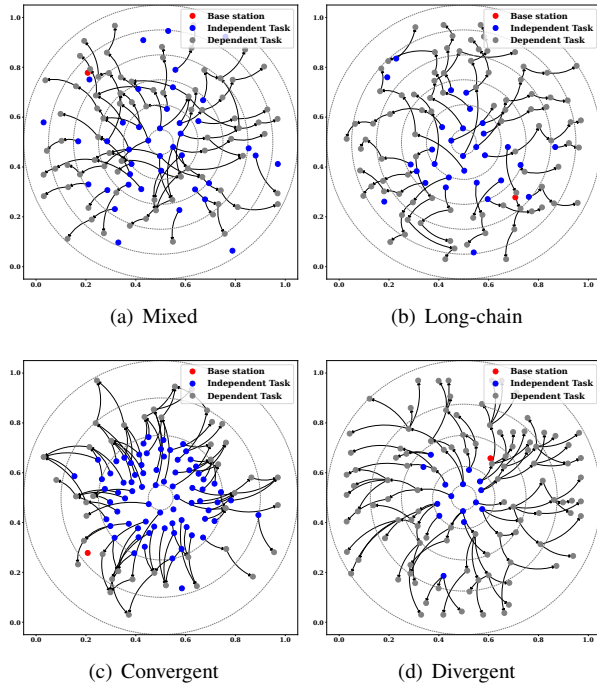 Base station
Independent Task
Dependent Task
1.0
0.8
0.6
0.4
0.2
0.0
0.0 0.2 0.4 0.6 0.8 1.0
(a) Mixed
Base station
Independent Task
Dependent Task
1.0
0.8
0.6
0.4
0.2
0.0
0.0 0.2 0.4 0.6 0.8 1.0
(b) Long-chain
Base station
Independent Task
Dependent Task
1.0
0.8
0.6
0.4
0.2
0.0
0.0 0.2 0.4 0.6 0.8 1.0
(c) Convergent
Base station
Independent Task
Dependent Task
1.0
0.8
0.6
0.4
0.2
0.0
0.0 0.2 0.4 0.6 0.8 1.0
(d) Divergent